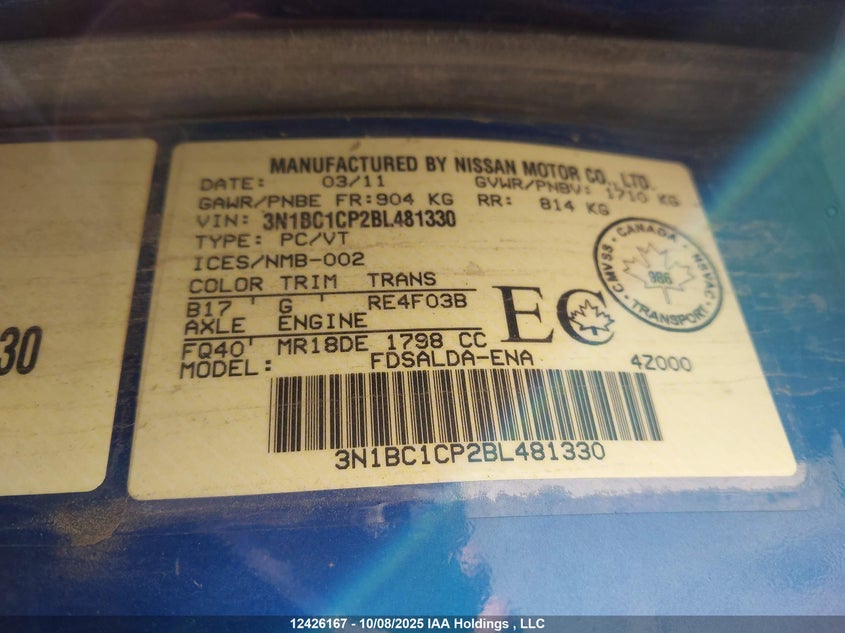 MANUFACTURED BY NISSAN MOTOR CO., LTD.
DATE: 03/11 GVWR/PNBV: 1710 KG
GAWR/PNBE FR:904 KG RR: 814 KG
VIN: 3N1BC1CP2BL481330
TYPE: PC/VT
ICES/NMB-002
COLOR TRIM TRANS
B17 ' G ' RE4F03B
AXLE ENGINE
FQ40 ' MR18DE 1798 CC
MODEL: FDSALDA-ENA 4Z000
EC
CANADA
CMVSS 986 NSVAC
TRANSPORT
3N1BC1CP2BL481330
30
12426167 - 10/08/2025 IAA Holdings , LLC